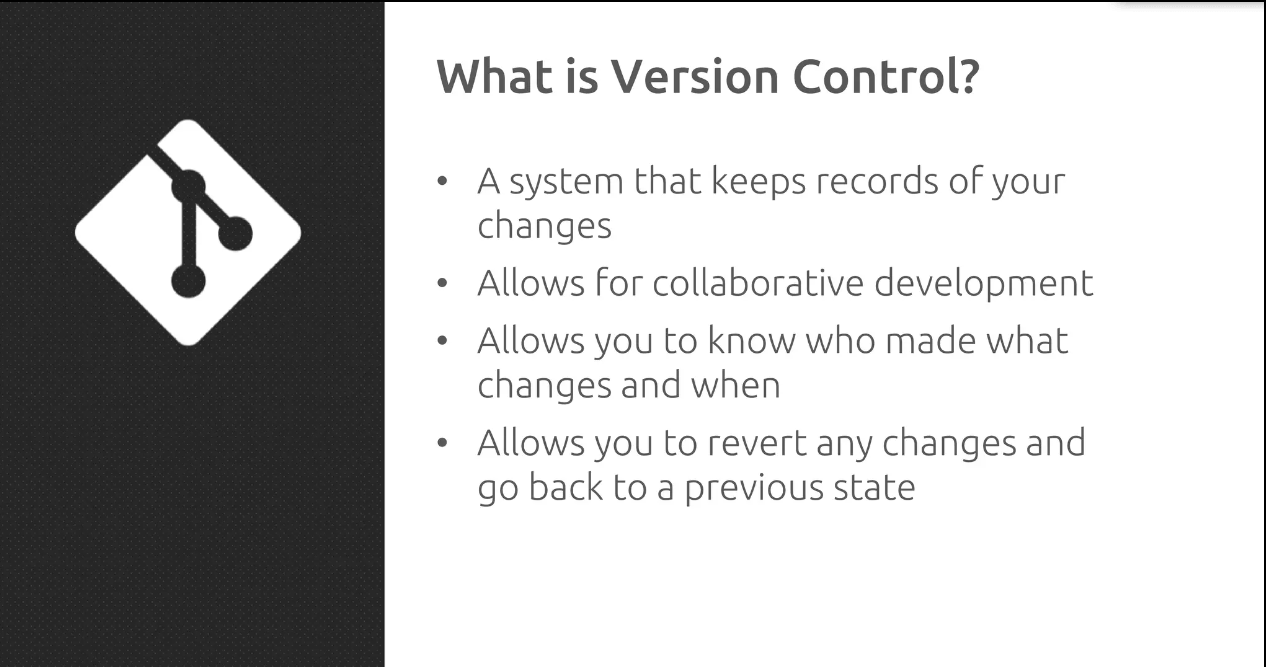 What is Version Control?
• A system that keeps records of your
changes
• Allows for collaborative development
• Allows you to know who made what
changes and when
• Allows you to revert any changes and
go back to a previous state